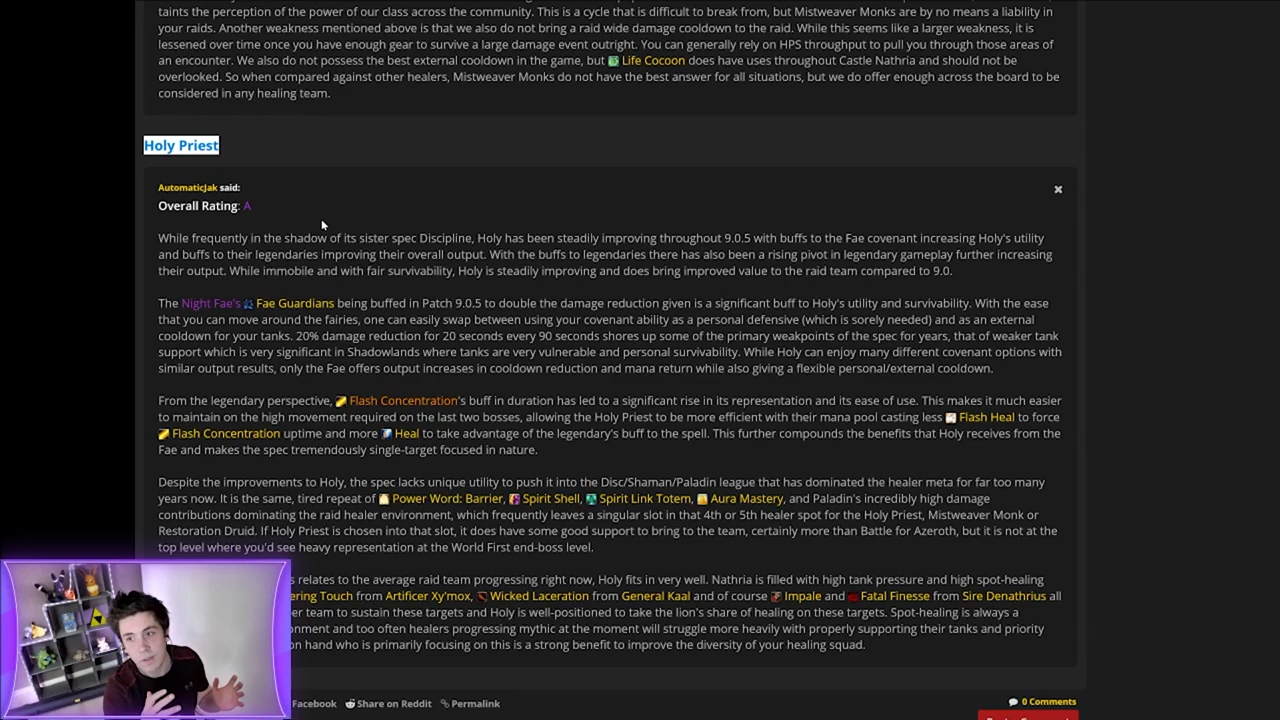 taints the perception of the power of our class across the community. This is a cycle that is difficult to break from, but Mistweaver Monks are by no means a liability in
your raids. Another weakness mentioned above is that we also do not bring a raid wide damage cooldown to the raid. While this seems like a larger weakness, it is
lessened over time once you have enough gear to survive a large damage event outright. You can generally rely on HPS throughput to pull you through those areas of
an encounter. We also do not possess the best external cooldown in the game, but Life Cocoon does have uses throughout Castle Nathria and should not be
overlooked. So when compared against other healers, Mistweaver Monks do not have the best answer for all situations, but we do offer enough across the board to be
considered in any healing team.
Holy Priest
AutomaticJak said:
Overall Rating: A
While frequently in the shadow of its sister spec Discipline, Holy has been steadily improving throughout 9.0.5 with buffs to the Fae covenant increasing Holy's utility
and buffs to their legendaries improving their overall output. With the buffs to legendaries there has also been a rising pivot in legendary gameplay further increasing
their output. While immobile and with fair survivability, Holy is steadily improving and does bring improved value to the raid team compared to 9.0.
The Night Fae's Fae Guardians being buffed in Patch 9.0.5 to double the damage reduction given is a significant buff to Holy's utility and survivability. With the ease
that you can move around the fairies, one can easily swap between using your covenant ability as a personal defensive (which is sorely needed) and as an external
cooldown for your tanks. 20% damage reduction for 20 seconds every 90 seconds shores up some of the primary weakpoints of the spec for years, that of weaker tank
support which is very significant in Shadowlands where tanks are very vulnerable and personal survivability. While Holy can enjoy many different covenant options with
similar output results, only the Fae offers output increases in cooldown reduction and mana return while also giving a flexible personal/external cooldown.
From the legendary perspective, Flash Concentration's buff in duration has led to a significant rise in its representation and its ease of use. This makes it much easier
to maintain on the high movement required on the last two bosses, allowing the Holy Priest to be more efficient with their mana pool casting less Flash Heal to force
Flash Concentration uptime and more Heal to take advantage of the legendary's buff to the spell. This further compounds the benefits that Holy receives from the
Fae and makes the spec tremendously single-target focused in nature.
Despite the improvements to Holy, the spec lacks unique utility to push it into the Disc/Shaman/Paladin league that has dominated the healer meta for far too many
years now. It is the same, tired repeat of Power Word: Barrier, Spirit Shell, Spirit Link Totem, Aura Mastery, and Paladin's incredibly high damage
contributions dominating the raid healer environment, which frequently leaves a singular slot in that 4th or 5th healer spot for the Holy Priest, Mistweaver Monk or
Restoration Druid. If Holy Priest is chosen into that slot, it does have some good support to bring to the team, certainly more than Battle for Azeroth, but it is not at the
top level where you'd see heavy representation at the World First end-boss level.
s relates to the average raid team progressing right now, Holy fits in very well. Nathria is filled with high tank pressure and high spot-healing
ering Touch from Artificer Xy'mox, Wicked Laceration from General Kaal and of course Impale and Fatal Finesse from Sire Denathrius all
er team to sustain these targets and Holy is well-positioned to take the lion's share of healing on these targets. Spot-healing is always a
onment and too often healers progressing mythic at the moment will struggle more heavily with properly supporting their tanks and priority
on hand who is primarily focusing on this is a strong benefit to improve the diversity of your healing squad.
Facebook Share on Reddit Permalink
0 Comments